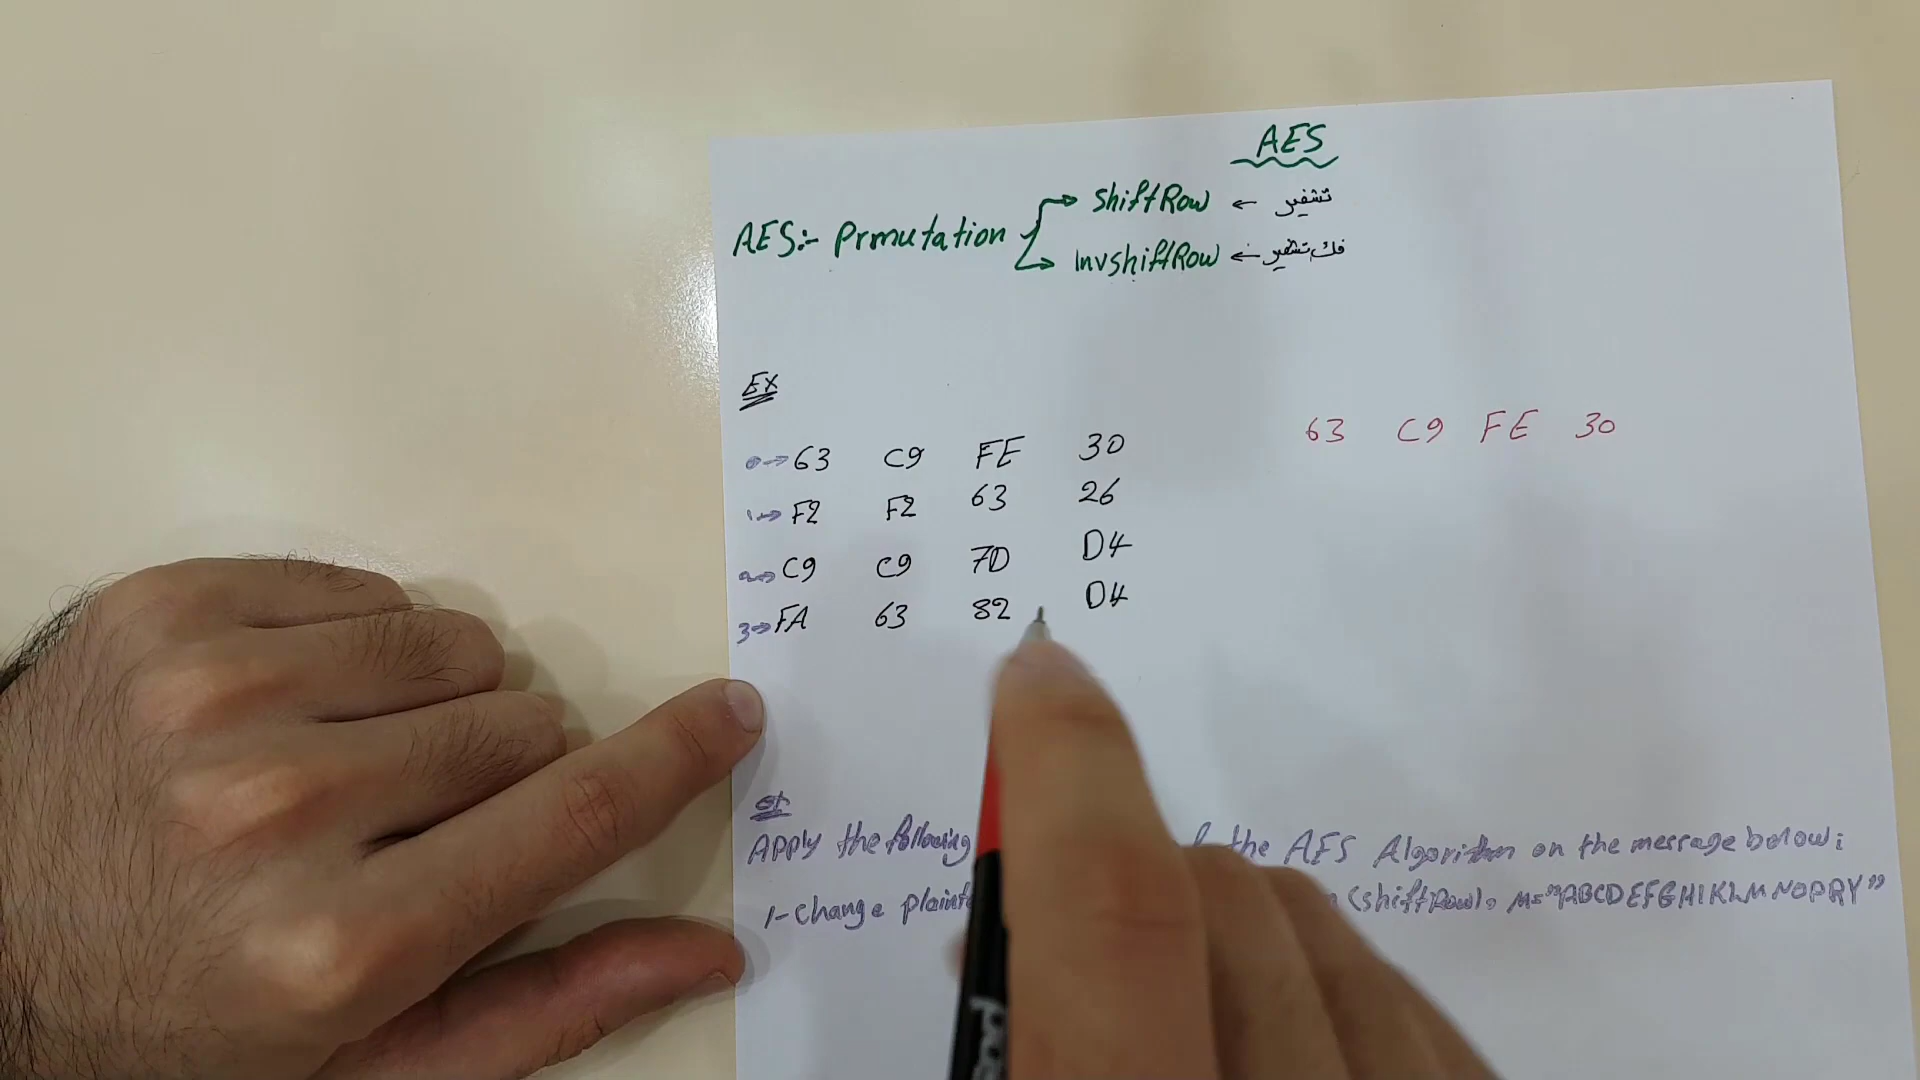 AES
AES:- Prmutation
ShiftRow ← تشفير
InvshiftRow ← فك تشفير
EX
0→ 63 C9 FE 30
1→ F2 F2 63 26
2→ C9 C9 7D D4
3→ FA 63 82 D4
63 C9 FE 30
Apply the following the AES Algorithm on the message below:
1-change (shiftRow). M="ABCDEFGHIKLMNOPRY"